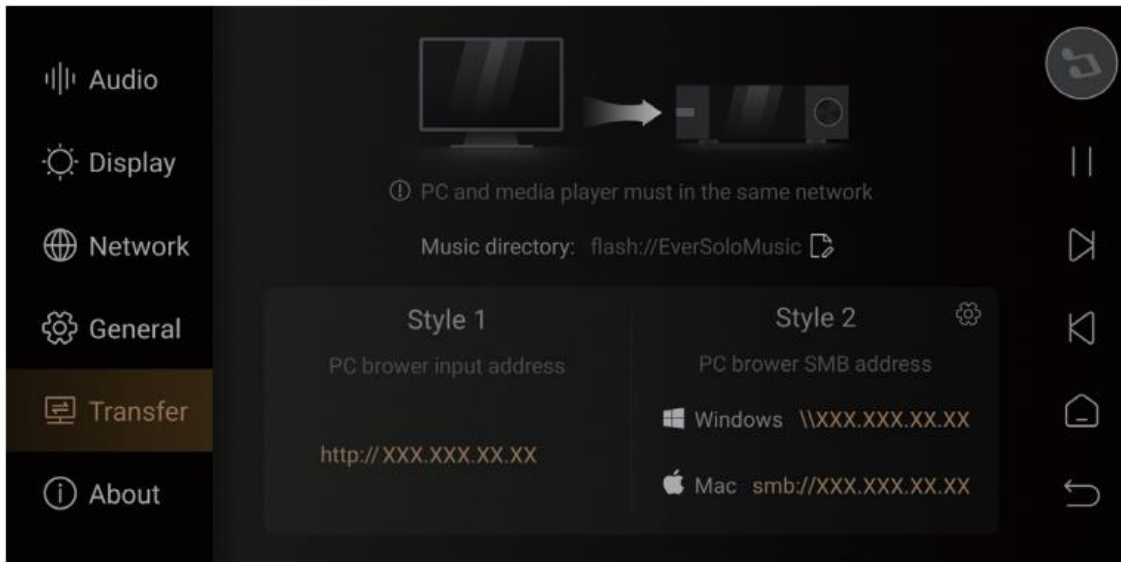 Audio
Display
Network
General
Transfer
About
PC and media player must in the same network
Music directory: flash://EverSoloMusic
Style 1
PC brower input address
http://XXX.XXX.XX.XX
Style 2
PC brower SMB address
Windows \\XXX.XXX.XX.XX
Mac smb://XXX.XXX.XX.XX